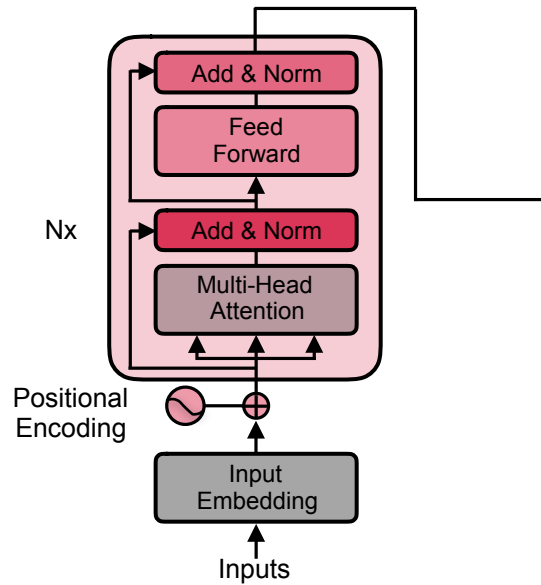 Add & Norm
Feed
Forward
Nx
Add & Norm
Multi-Head
Attention
Positional
Encoding
Input
Embedding
Inputs